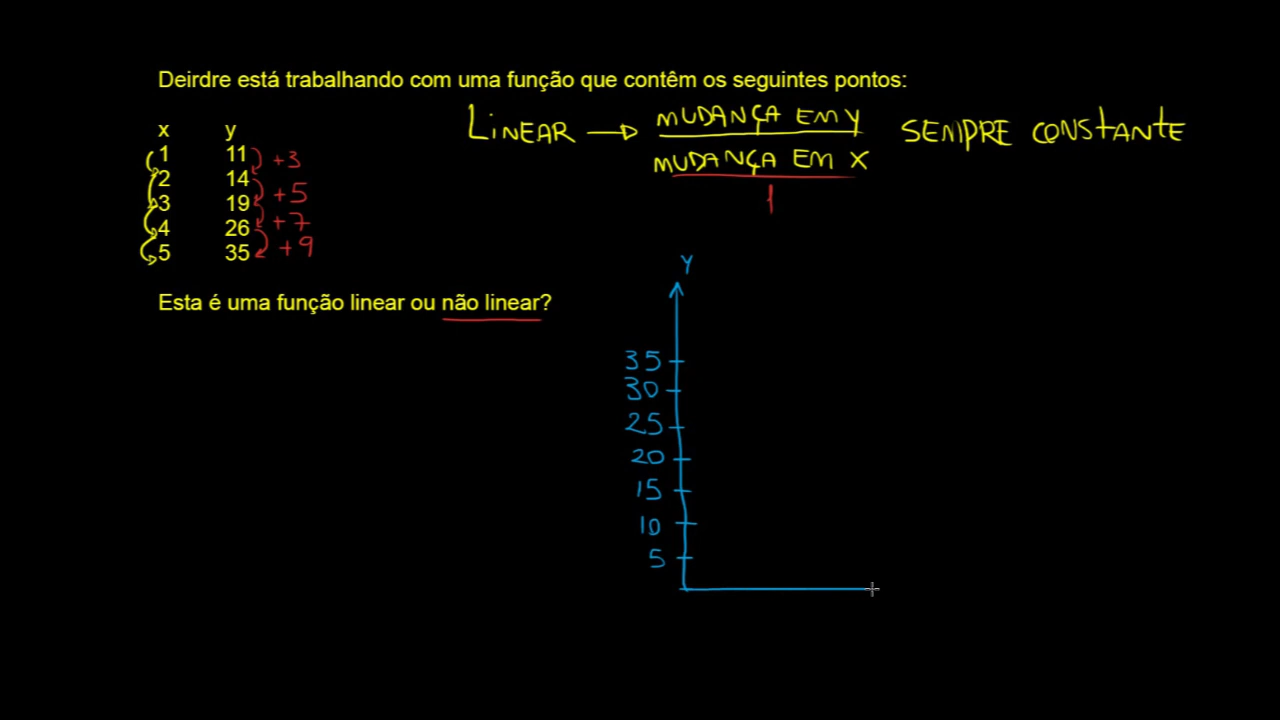 Deirdre está trabalhando com uma função que contêm os seguintes pontos:
LINEAR → MUDANÇA EM Y SEMPRE CONSTANTE
MUDANÇA EM X
1
x y
1 11 +3
2 14 +5
3 19 +7
4 26 +9
5 35
Esta é uma função linear ou não linear?
Y
35
30
25
20
15
10
5